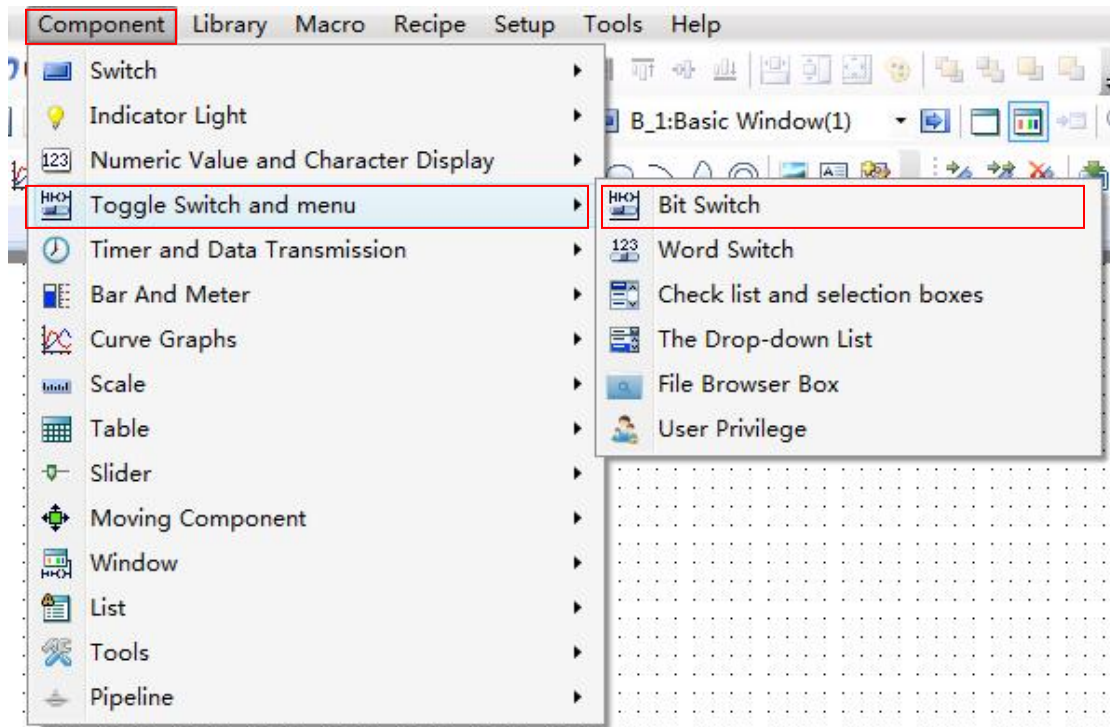 Component Library Macro Recipe Setup Tools Help
Switch
Indicator Light
B_1:Basic Window(1)
123 Numeric Value and Character Display
Toggle Switch and menu
Bit Switch
Timer and Data Transmission
123 Word Switch
Bar And Meter
Check list and selection boxes
Curve Graphs
The Drop-down List
Scale
File Browser Box
Table
User Privilege
Slider
Moving Component
Window
List
Tools
Pipeline